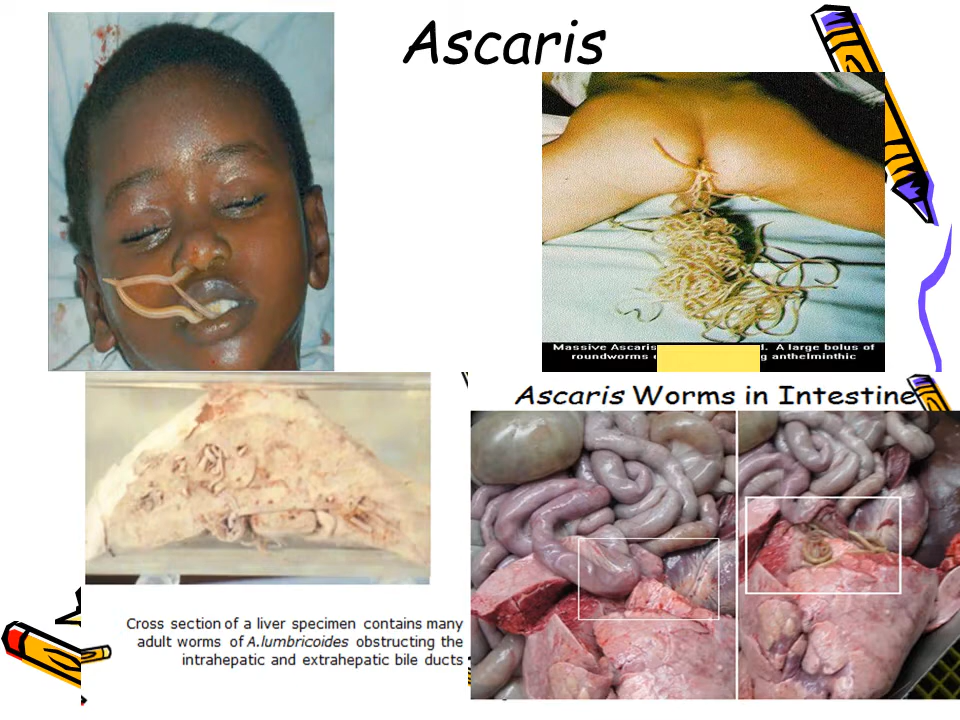 Ascaris
Massive Ascaris l. A large bolus of
roundworms g anthelminthic
Ascaris Worms in Intestine
Cross section of a liver specimen contains many
adult worms of A.lumbricoides obstructing the
intrahepatic and extrahepatic bile ducts